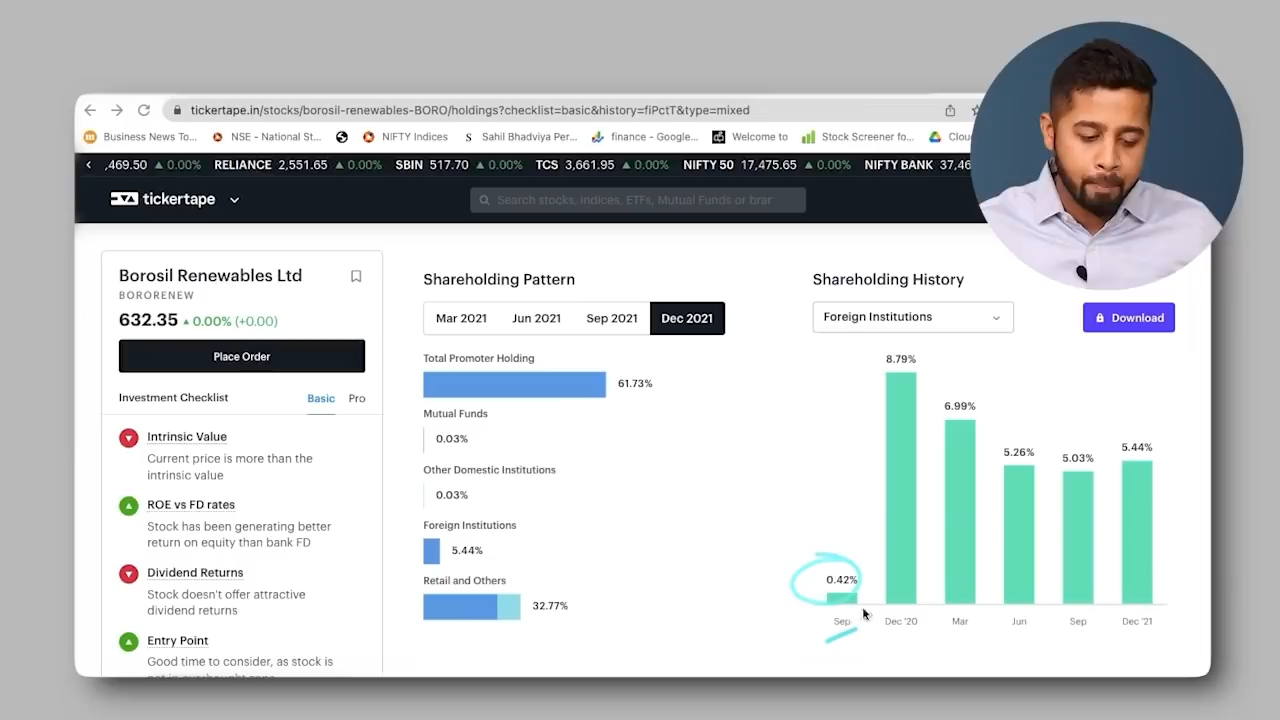 tickertape.in/stocks/borosil-renewables-BORO/holdings?checklist=basic&history=fiPctT&type=mixed
Business News To... NSE - National St... NIFTY Indices Sahil Bhadviya Per... finance - Google... Welcome to Stock Screener fo... Clou
,469.50 ▲ 0.00% RELIANCE 2,551.65 ▲ 0.00% SBIN 517.70 ▲ 0.00% TCS 3,661.95 ▲ 0.00% NIFTY 50 17,475.65 ▲ 0.00% NIFTY BANK 37,46
tickertape
Search stocks, indices, ETFs, Mutual Funds or brar
Borosil Renewables Ltd
BORORENEW
632.35 ▲ 0.00% (+0.00)
Place Order
Investment Checklist Basic Pro
Intrinsic Value
Current price is more than the
intrinsic value
ROE vs FD rates
Stock has been generating better
return on equity than bank FD
Dividend Returns
Stock doesn't offer attractive
dividend returns
Entry Point
Good time to consider, as stock is
Shareholding Pattern
Mar 2021 Jun 2021 Sep 2021 Dec 2021
Total Promoter Holding
61.73%
Mutual Funds
0.03%
Other Domestic Institutions
0.03%
Foreign Institutions
5.44%
Retail and Others
32.77%
Shareholding History
Foreign Institutions
Download
0.42% 8.79% 6.99% 5.26% 5.03% 5.44%
Sep Dec '20 Mar Jun Sep Dec '21